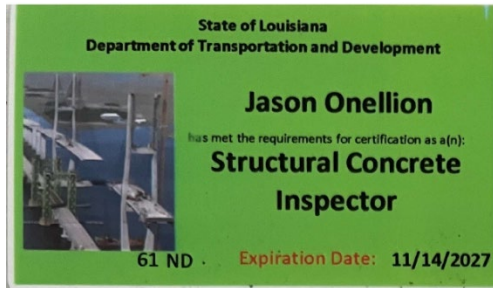 State of Louisiana
Department of Transportation and Development
Jason Onellion
has met the requirements for certification as a(n):
Structural Concrete
Inspector
61 ND . Expiration Date: 11/14/2027